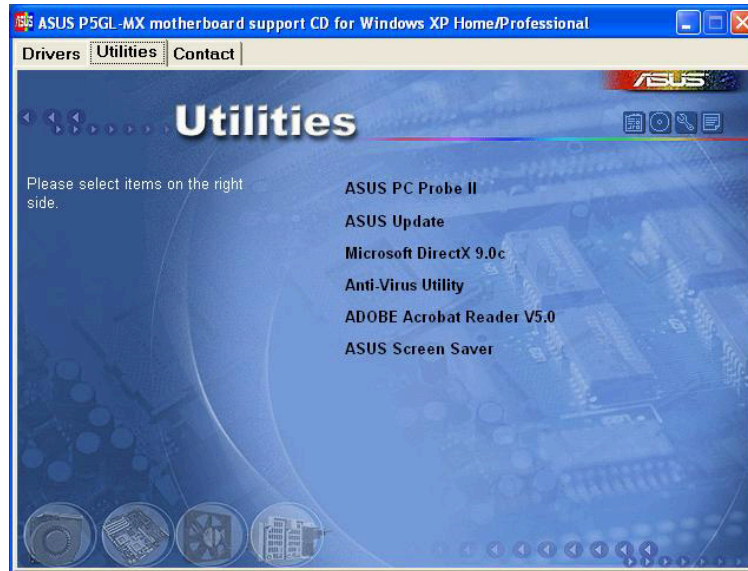 ASUS P5GL-MX motherboard support CD for Windows XP Home/Professional
Drivers Utilities Contact
ASUS
Utilities
Please select items on the right
side.
ASUS PC Probe II
ASUS Update
Microsoft DirectX 9.0c
Anti-Virus Utility
ADOBE Acrobat Reader V5.0
ASUS Screen Saver